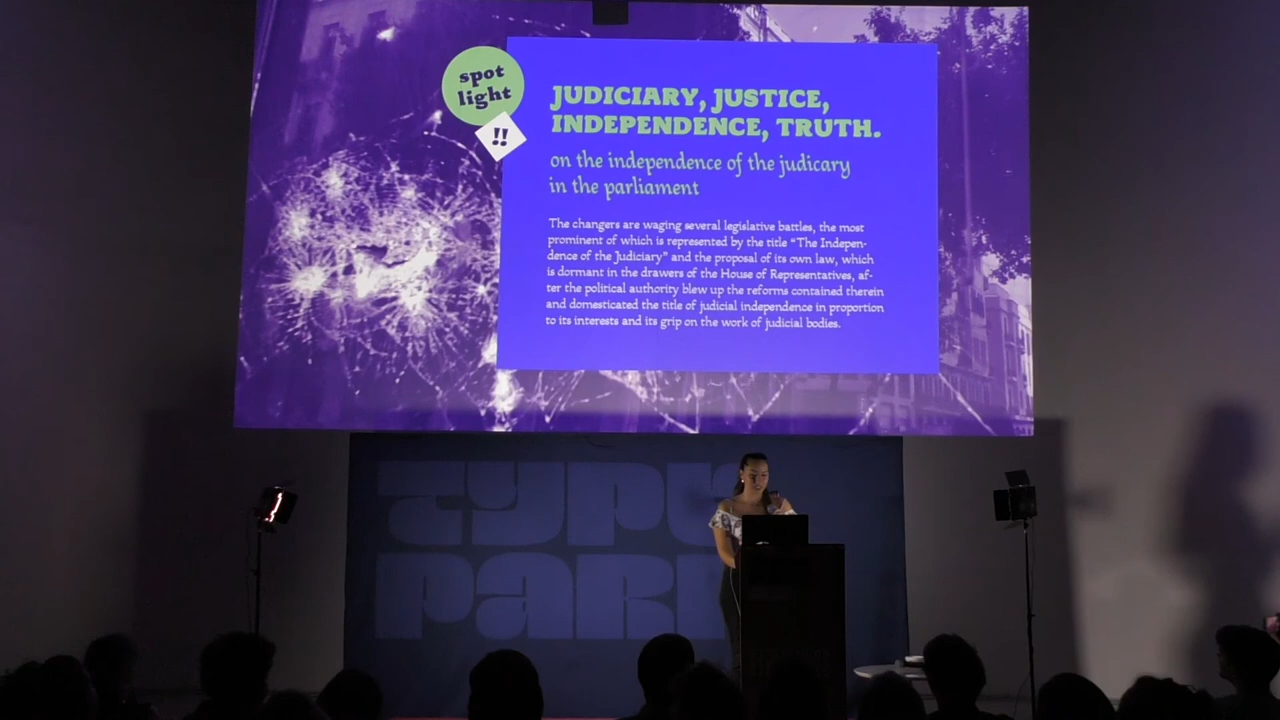 spot
light
!!
JUDICIARY, JUSTICE,
INDEPENDENCE, TRUTH.
on the independence of the judicary
in the parliament
The changers are waging several legislative battles, the most
prominent of which is represented by the title “The Indepen-
dence of the Judiciary” and the proposal of its own law, which
is dormant in the drawers of the House of Representatives, af-
ter the political authority blew up the reforms contained therein
and domesticated the title of judicial independence in proportion
to its interests and its grip on the work of judicial bodies.